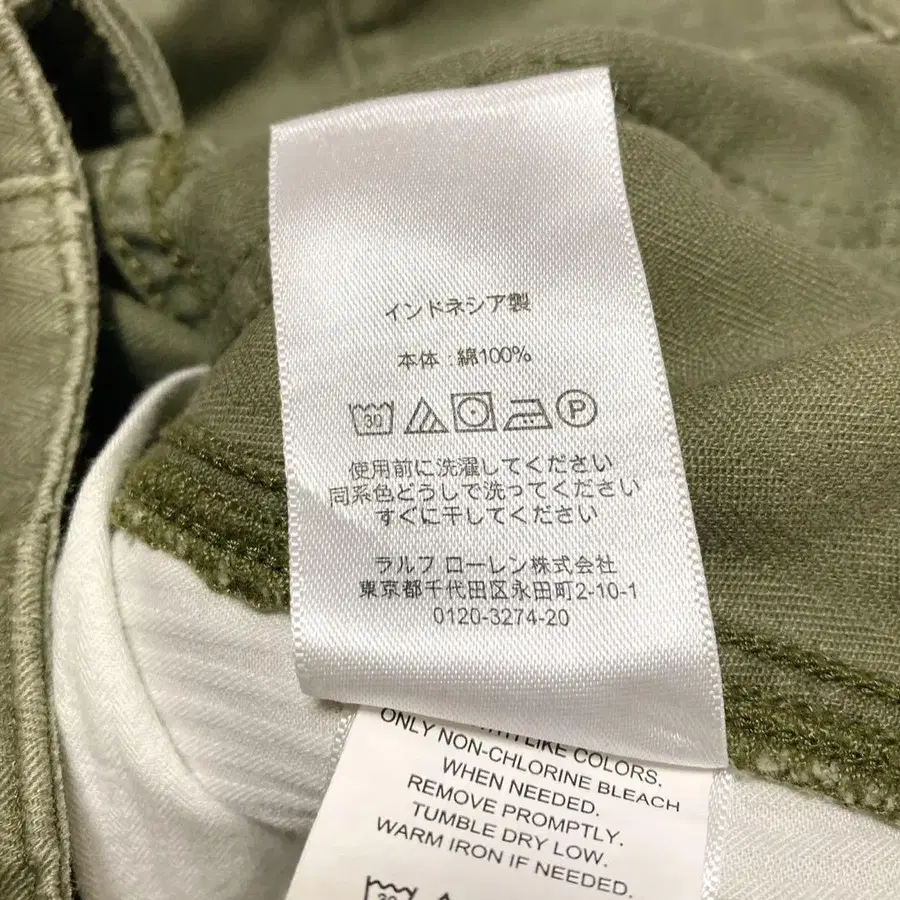 インドネシア製
本体 : 綿100%
30 P
使用前に洗濯してください
同系色どうしで洗ってください
すぐに干してください
ラルフ ローレン株式会社
東京都千代田区永田町2-10-1
0120-3274-20
LIKE COLORS.
ONLY NON-CHLORINE BLEACH
WHEN NEEDED.
REMOVE PROMPTLY.
TUMBLE DRY LOW.
WARM IRON IF NEEDED.
30